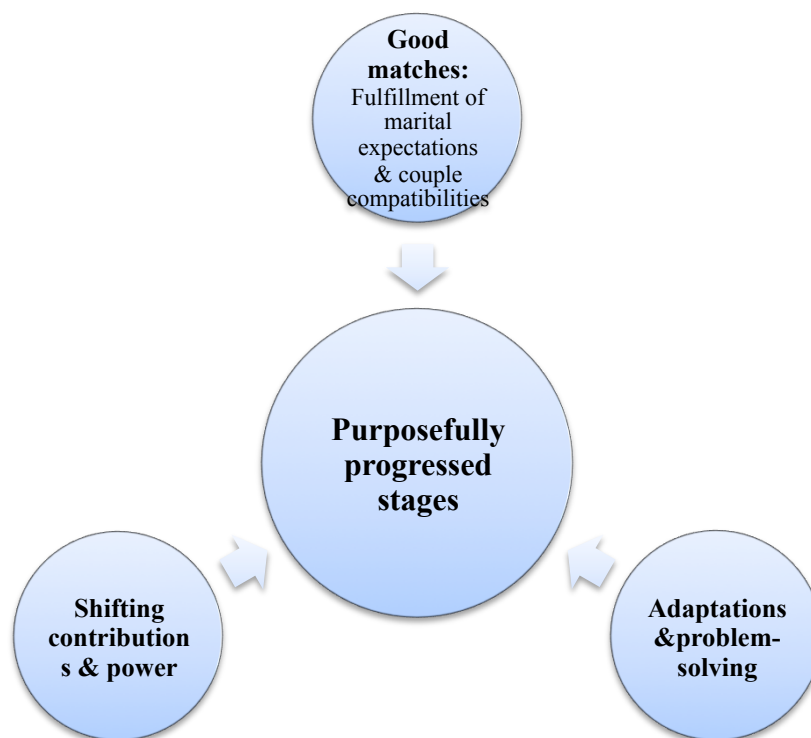 Good
matches:
Fulfillment of
marital
expectations
& couple
compatibilities
Purposefully
progressed
stages
Shifting
contribution
s & power
Adaptations
&problem-
solving